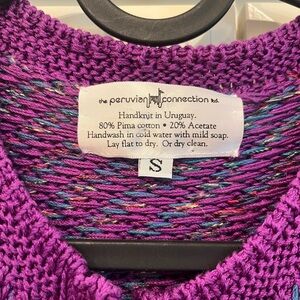 the peruvian connection ltd.
Handknit in Uruguay.
80% Pima cotton • 20% Acetate
Handwash in cold water with mild soap.
Lay flat to dry. Or dry clean.
S